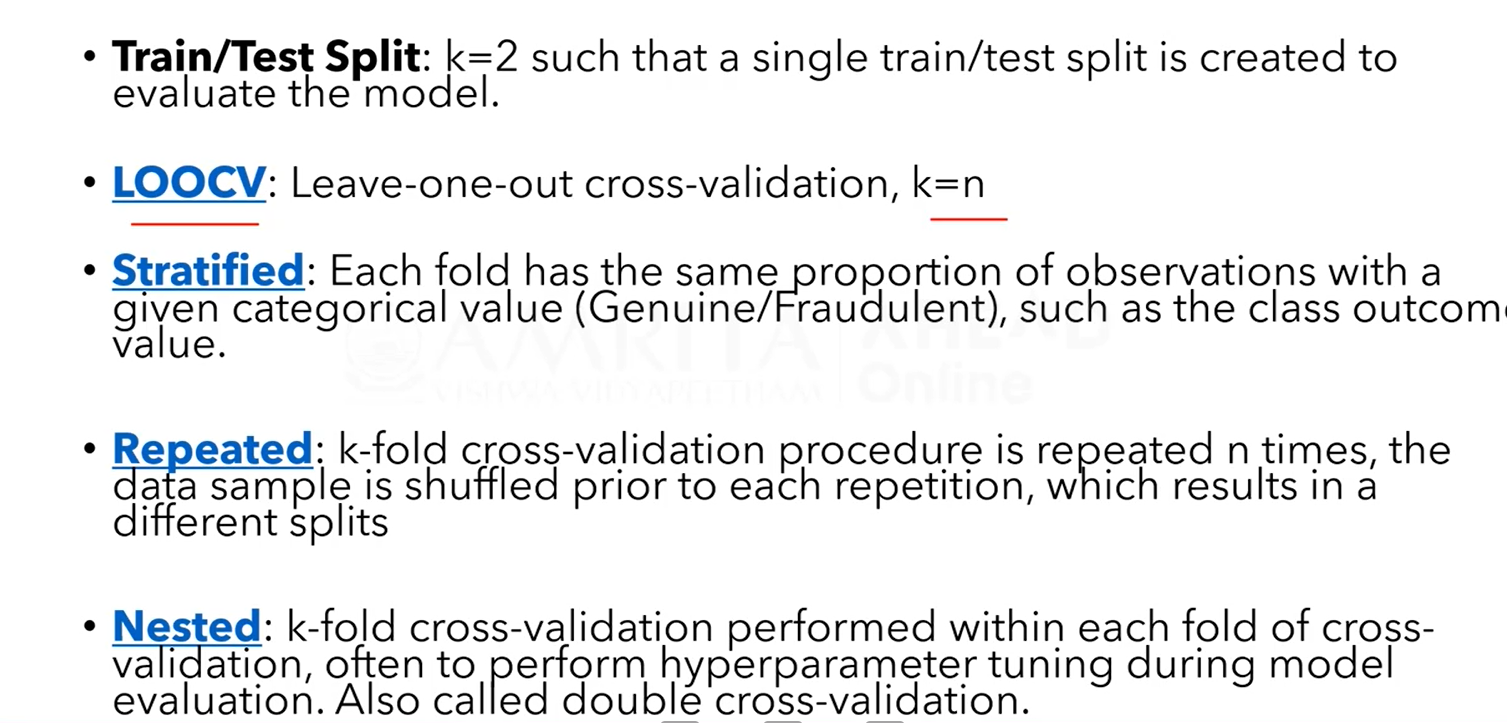 • Train/Test Split: k=2 such that a single train/test split is created to
evaluate the model.
• LOOCV: Leave-one-out cross-validation, k=n
• Stratified: Each fold has the same proportion of observations with a
given categorical value (Genuine/Fraudulent), such as the class outcom
value.
AMRITA AHEAD
VISHWA VIDYAPEETHAM Online
• Repeated: k-fold cross-validation procedure is repeated n times, the
data sample is shuffled prior to each repetition, which results in a
different splits
• Nested: k-fold cross-validation performed within each fold of cross-
validation, often to perform hyperparameter tuning during model
evaluation. Also called double cross-validation.